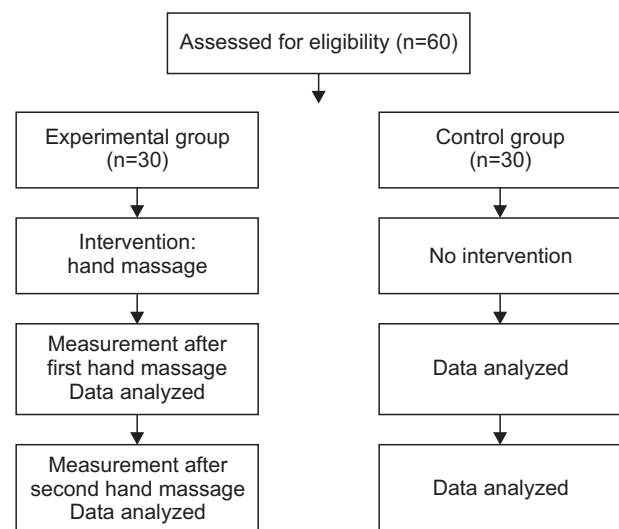 Assessed for eligibility (n=60)
Experimental group
(n=30)
Control group
(n=30)
Intervention:
hand massage
No intervention
Measurement after
first hand massage
Data analyzed
Data analyzed
Measurement after
second hand massage
Data analyzed
Data analyzed